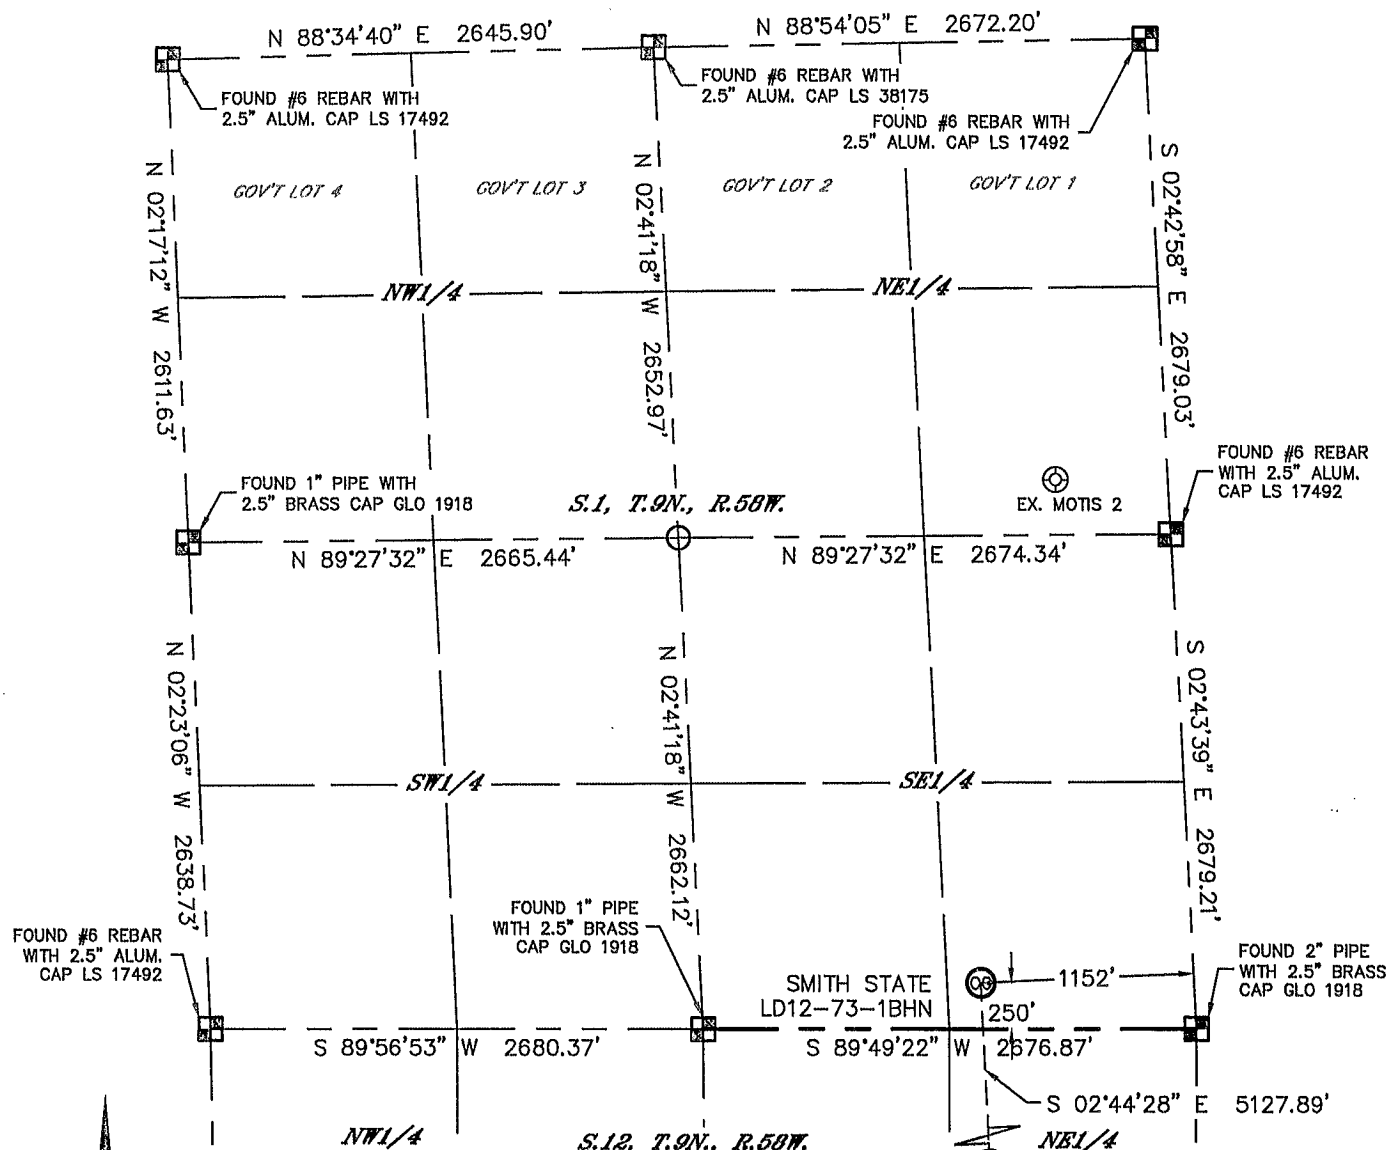 N 88°34'40" E 2645.90'
N 88°54'05" E 2672.20'
FOUND #6 REBAR WITH
2.5" ALUM. CAP LS 17492
FOUND #6 REBAR WITH
2.5" ALUM. CAP LS 38175
FOUND #6 REBAR WITH
2.5" ALUM. CAP LS 17492
N 02°17'12" W 2611.63'
GOV'T LOT 4
GOV'T LOT 3
N 02°41'18" W 2652.97'
GOV'T LOT 2
GOV'T LOT 1
S 02°42'58" E 2679.03'
NW1/4
NE1/4
FOUND 1" PIPE WITH
2.5" BRASS CAP GLO 1918
S.1, T.9N., R.58W.
EX. MOTIS 2
FOUND #6 REBAR
WITH 2.5" ALUM.
CAP LS 17492
N 89°27'32" E 2665.44'
N 89°27'32" E 2674.34'
N 02°23'06" W 2638.73'
N 02°41'18" W 2662.12'
S 02°43'39" E 2679.21'
SW1/4
SE1/4
FOUND #6 REBAR
WITH 2.5" ALUM.
CAP LS 17492
FOUND 1" PIPE
WITH 2.5" BRASS
CAP GLO 1918
SMITH STATE
LD12-73-1BHN
1152'
250'
FOUND 2" PIPE
WITH 2.5" BRASS
CAP GLO 1918
S 89°56'53" W 2680.37'
S 89°49'22" W 2676.87'
S 02°44'28" E 5127.89'
NW1/4
S.12, T.9N., R.58W.
NE1/4